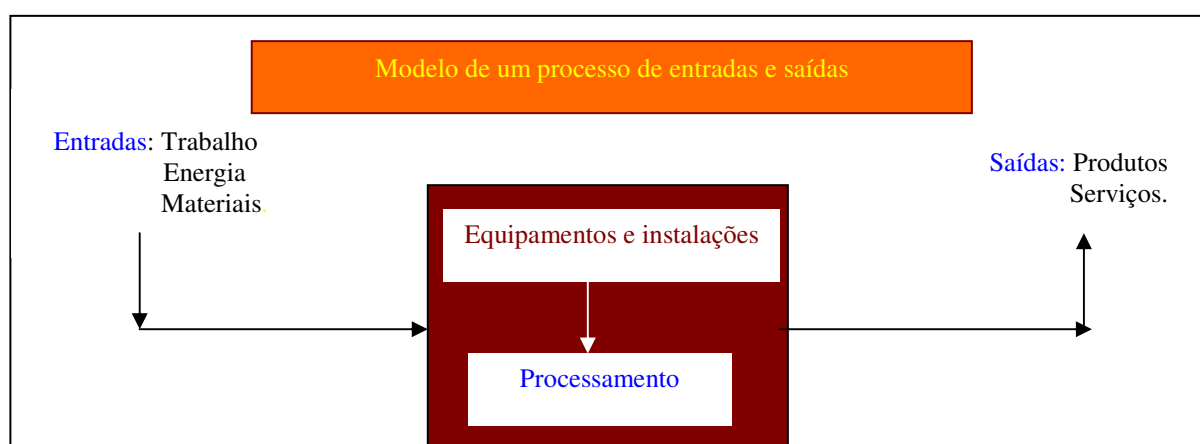 Modelo de um processo de entradas e saídas
Entradas: Trabalho
Energia
Materiais.
Saídas: Produtos
Serviços.
Equipamentos e instalações
Processamento